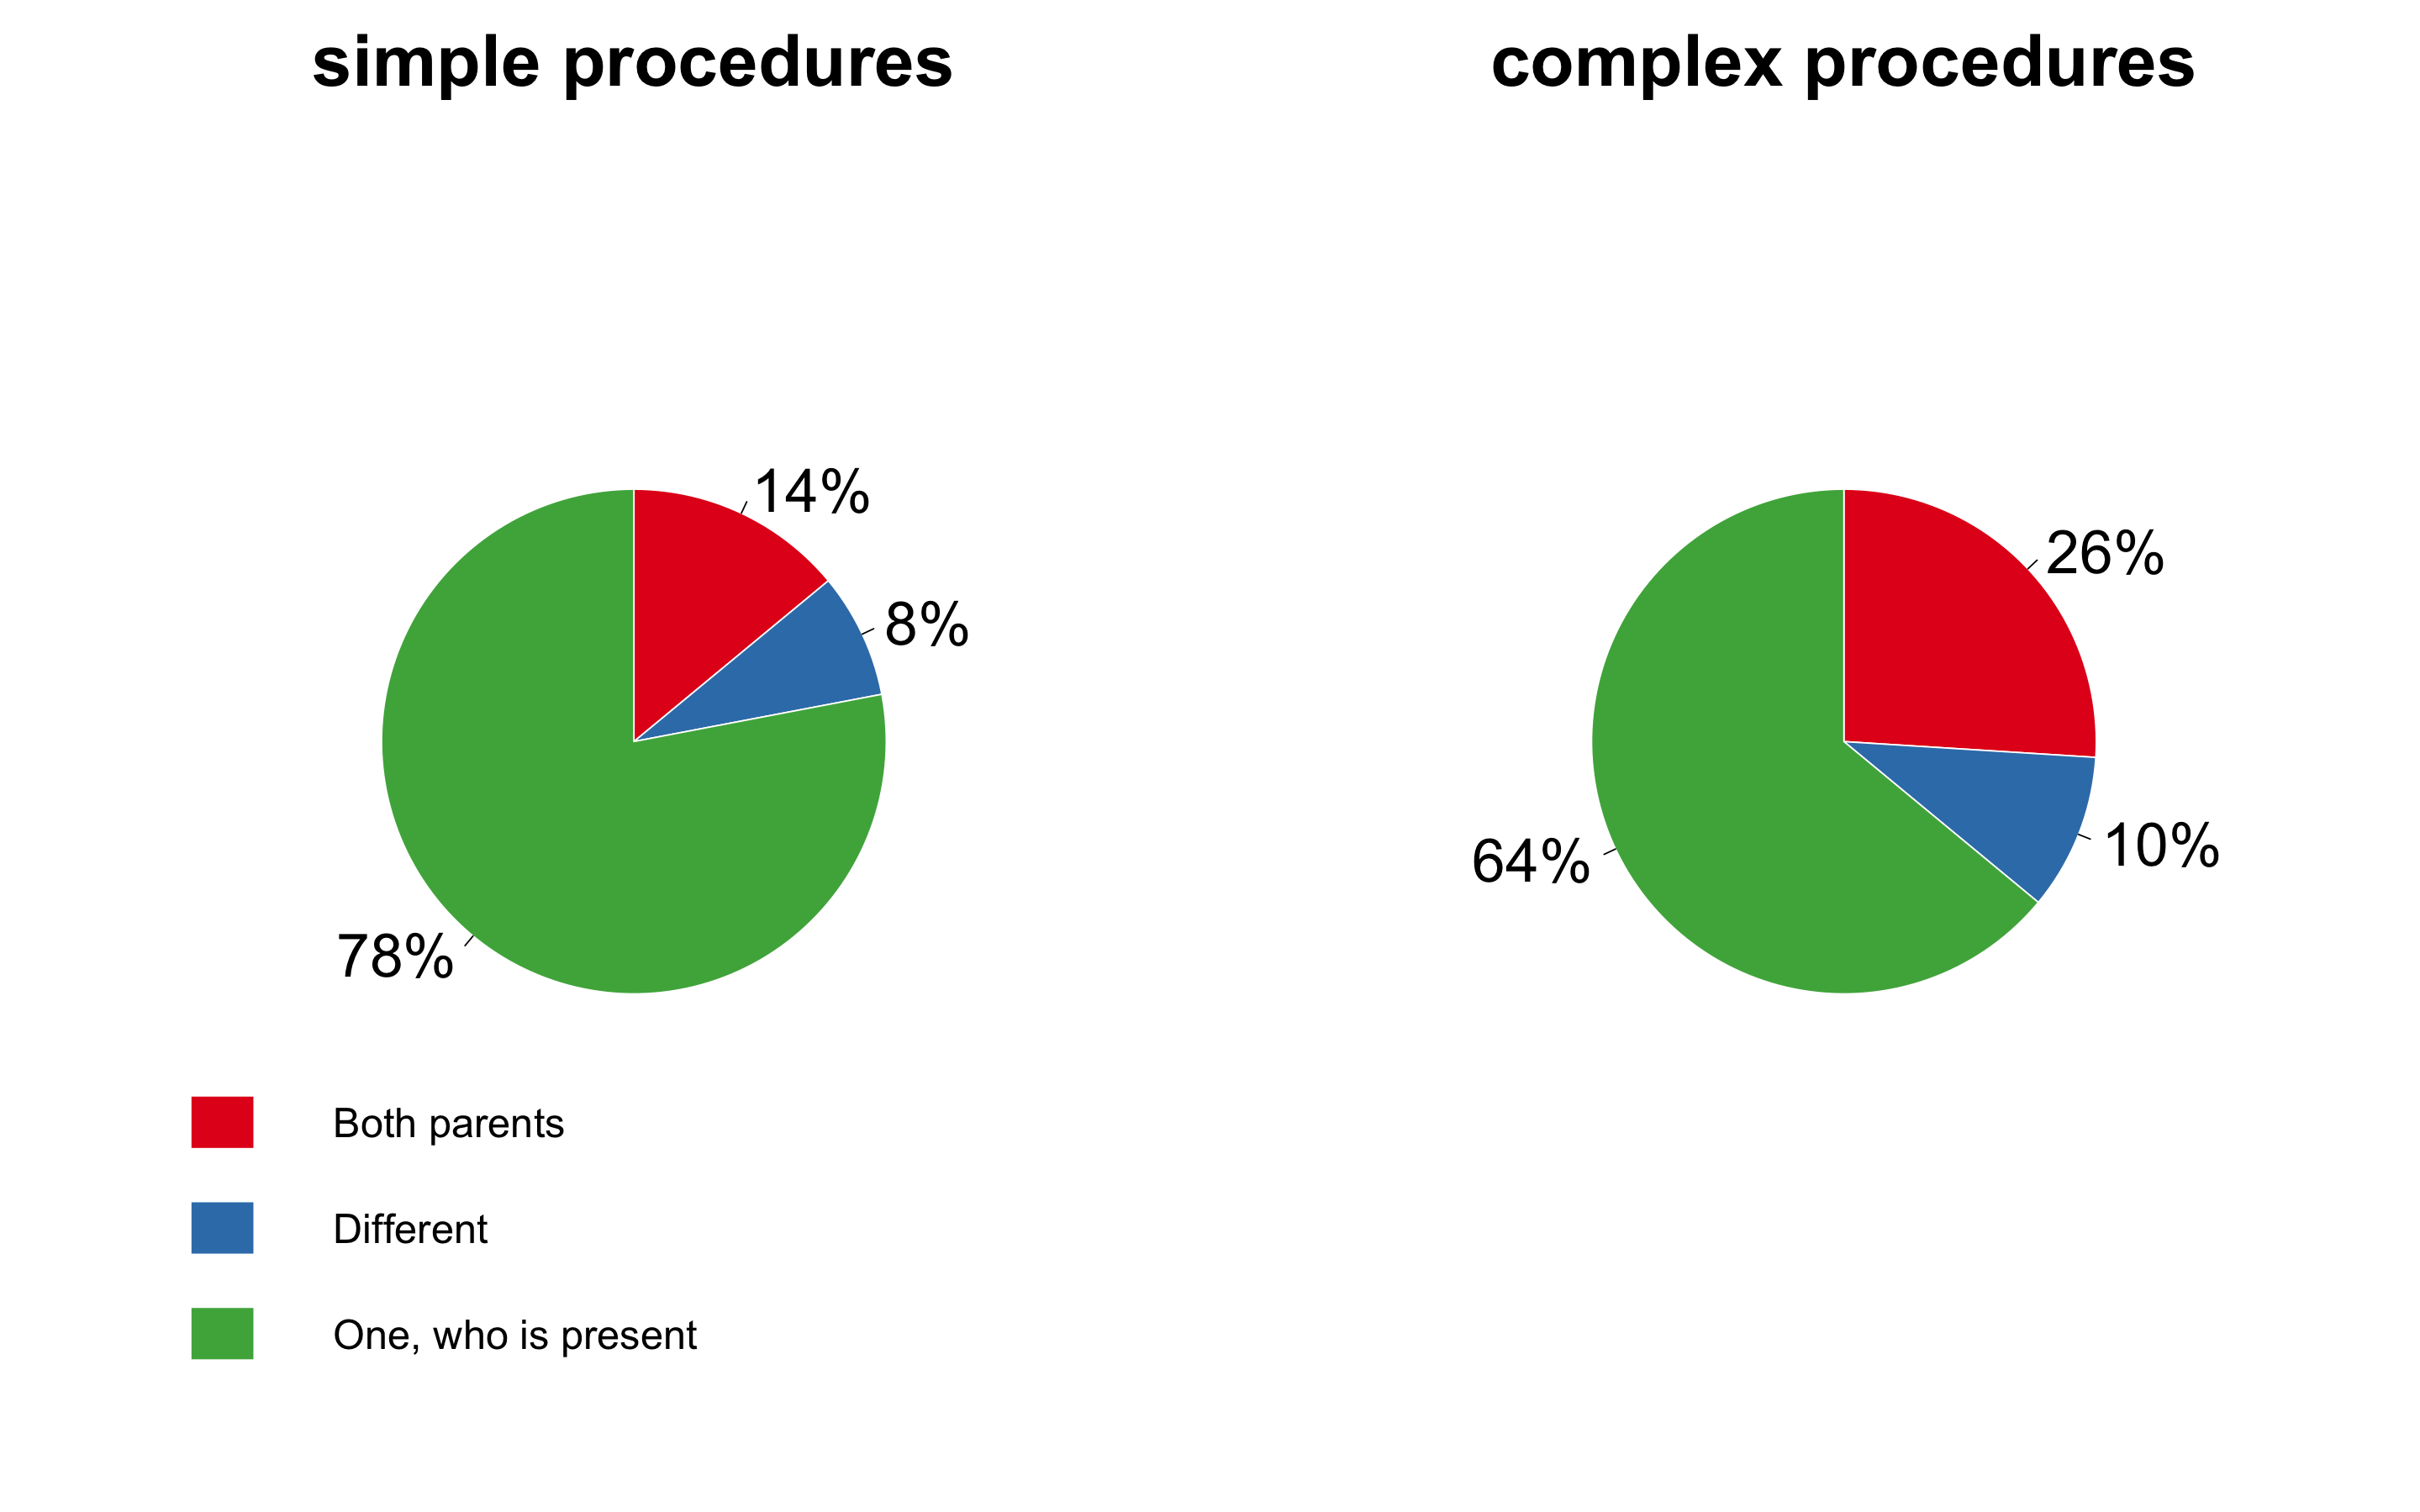 simple procedures
14%
8%
78%
Both parents
Different
One, who is present
complex procedures
26%
10%
64%